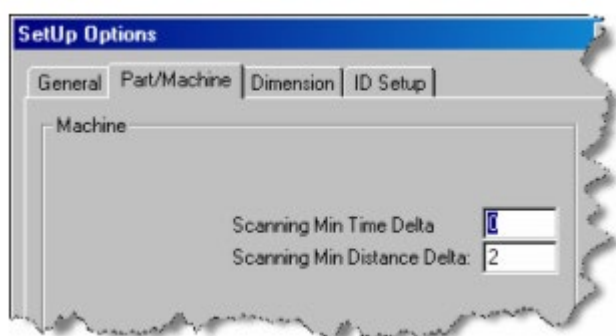 SetUp Options
General Part/Machine Dimension ID Setup
Machine
Scanning Min Time Delta 0
Scanning Min Distance Delta: 2